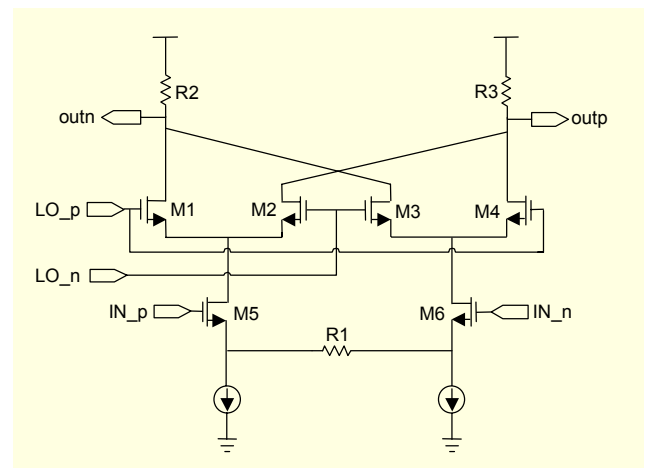 R2
R3
outn
outp
LO_p
M1
M2
M3
M4
LO_n
IN_p
M5
M6
IN_n
R1